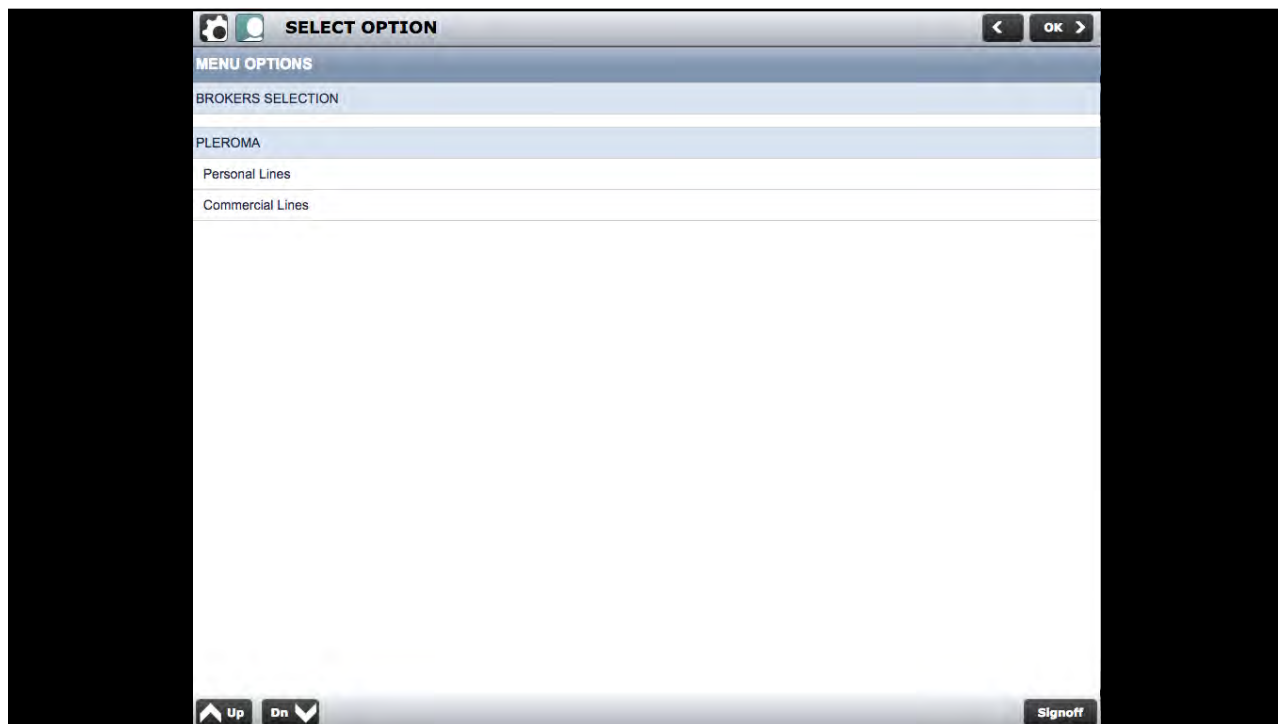 SELECT OPTION
OK
MENU OPTIONS
BROKERS SELECTION
PLEROMA
Personal Lines
Commercial Lines
Up Dn Signoff